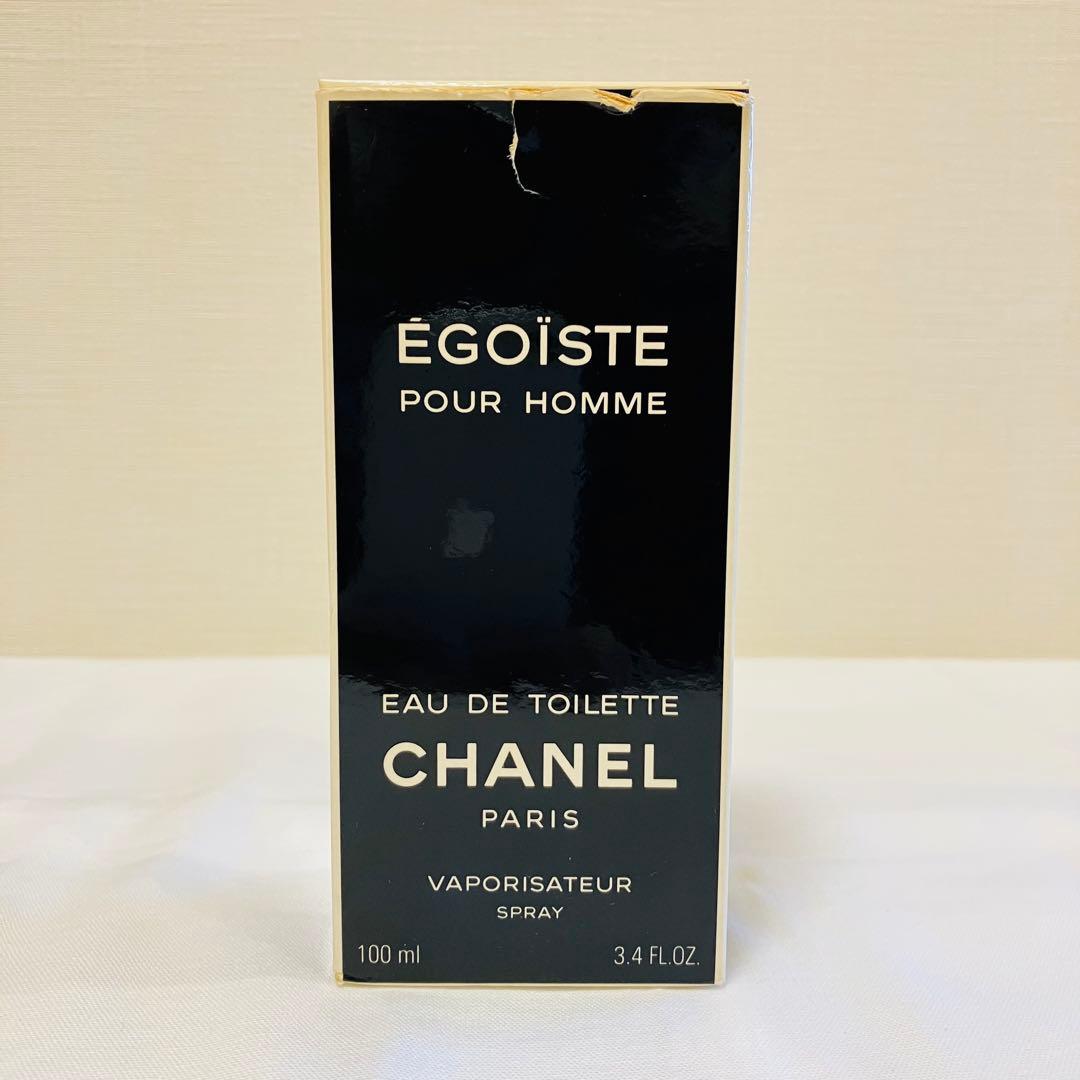 ÉGOÏSTE
POUR HOMME
EAU DE TOILETTE
CHANEL
PARIS
VAPORISATEUR
SPRAY
100 ml 3.4 FL.OZ.